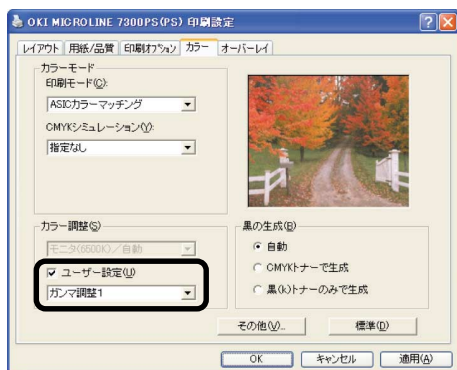 OKI MICROLINE 7300PS(PS) 印刷設定
レイアウト 用紙/品質 印刷オプション カラー オーバーレイ
カラーモード
印刷モード(C):
ASICカラーマッチング
CMYKシミュレーション(Y):
指定なし
カラー調整(S)
モニタ(6500K)/自動
ユーザー設定(U)
ガンマ調整1
黒の生成(B)
自動
CMYKトナーで生成
黒(k)トナーのみで生成
その他(V)... 標準(D)
OK キャンセル 適用(A)